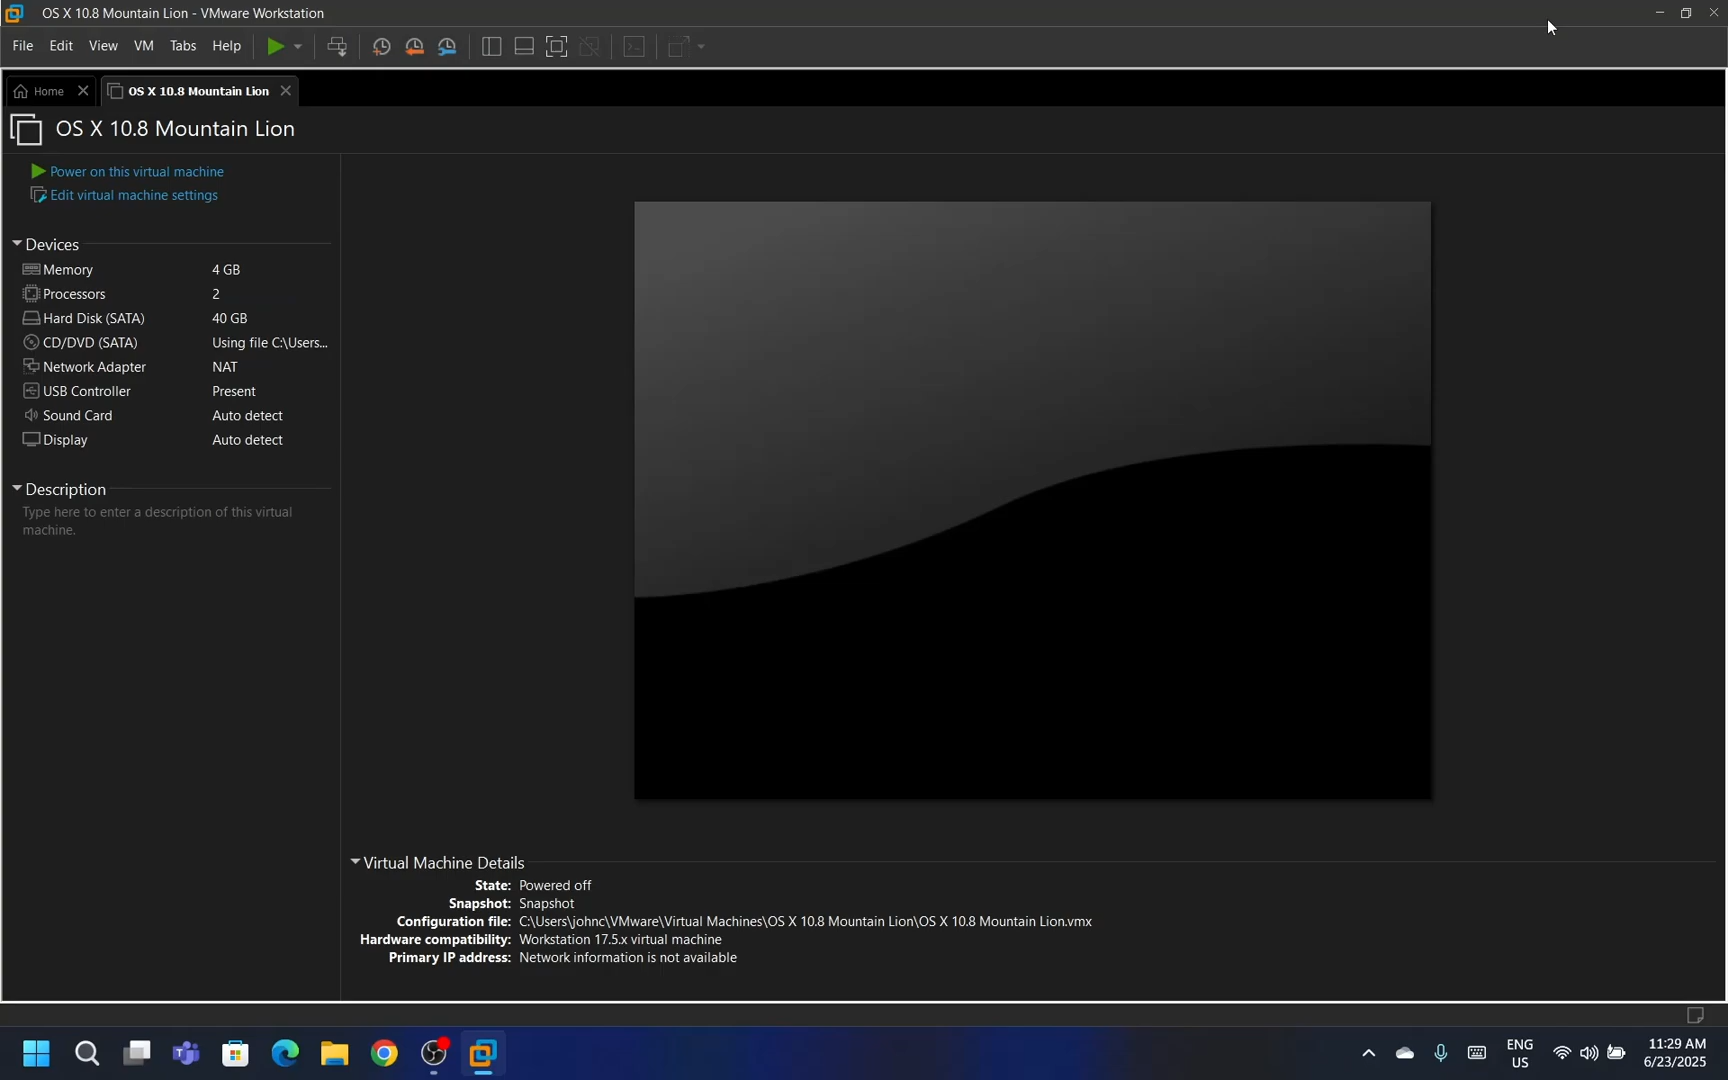 OS X 10.8 Mountain Lion - VMware Workstation
File Edit View VM Tabs Help
Home OS X 10.8 Mountain Lion
OS X 10.8 Mountain Lion
Power on this virtual machine
Edit virtual machine settings
Devices
Memory 4 GB
Processors 2
Hard Disk (SATA) 40 GB
CD/DVD (SATA) Using file C:\Users...
Network Adapter NAT
USB Controller Present
Sound Card Auto detect
Display Auto detect
Description
Type here to enter a description of this virtual
machine.
Virtual Machine Details
State: Powered off
Snapshot: Snapshot
Configuration file: C:\Users\johnc\VMware\Virtual Machines\OS X 10.8 Mountain Lion\OS X 10.8 Mountain Lion.vmx
Hardware compatibility: Workstation 17.5.x virtual machine
Primary IP address: Network information is not available
ENG
US
11:29 AM
6/23/2025